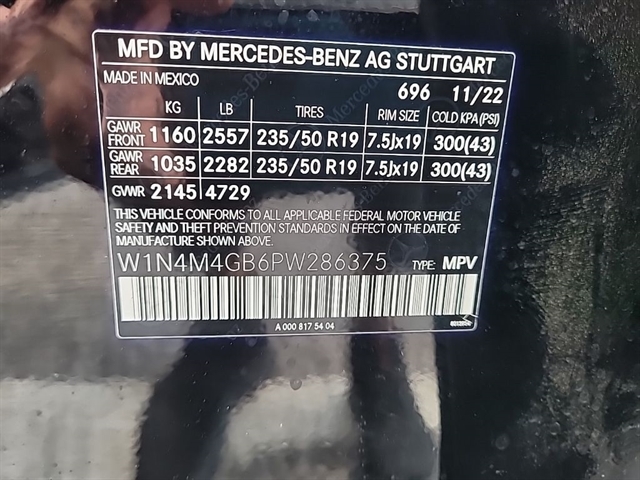 MFD BY MERCEDES-BENZ AG STUTTGART
MADE IN MEXICO 696 11/22
KG LB TIRES RIM SIZE COLD KPA(PSI)
GAWR FRONT 1160 2557 235/50 R19 7.5Jx19 300(43)
GAWR REAR 1035 2282 235/50 R19 7.5Jx19 300(43)
GVWR 2145 4729
THIS VEHICLE CONFORMS TO ALL APPLICABLE FEDERAL MOTOR VEHICLE
SAFETY AND THEFT PREVENTION STANDARDS IN EFFECT ON THE DATE
OF MANUFACTURE SHOWN ABOVE.
W1N4M4GB6PW286375 TYPE: MPV
A 000 817 54 04